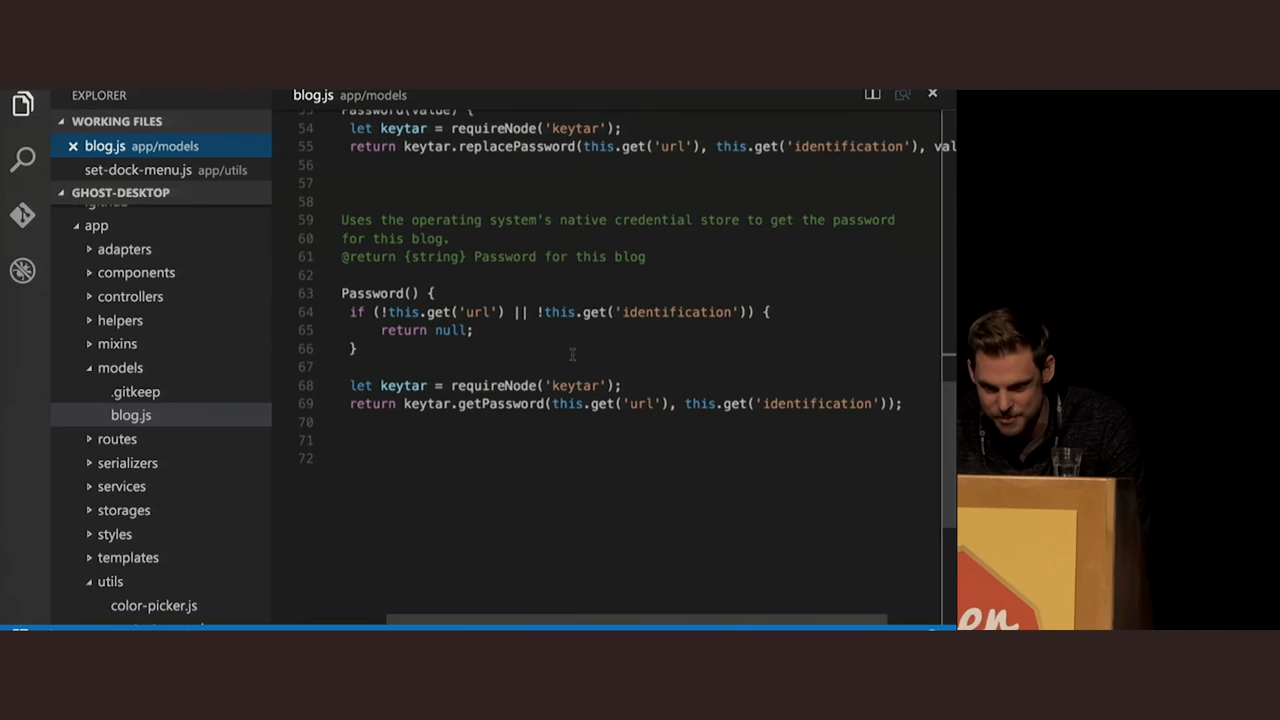 EXPLORER
WORKING FILES
blog.js app/models
set-dock-menu.js app/utils
GHOST-DESKTOP
.github
app
adapters
components
controllers
helpers
mixins
models
.gitkeep
blog.js
routes
serializers
services
storages
styles
templates
utils
color-picker.js
blog.js app/models
53 Password(value) {
54 let keytar = requireNode('keytar');
55 return keytar.replacePassword(this.get('url'), this.get('identification'), val
56
57
58
59 Uses the operating system's native credential store to get the password
60 for this blog.
61 @return {string} Password for this blog
62
63 Password() {
64 if (!this.get('url') || !this.get('identification')) {
65 return null;
66 }
67
68 let keytar = requireNode('keytar');
69 return keytar.getPassword(this.get('url'), this.get('identification'));
70
71
72
er